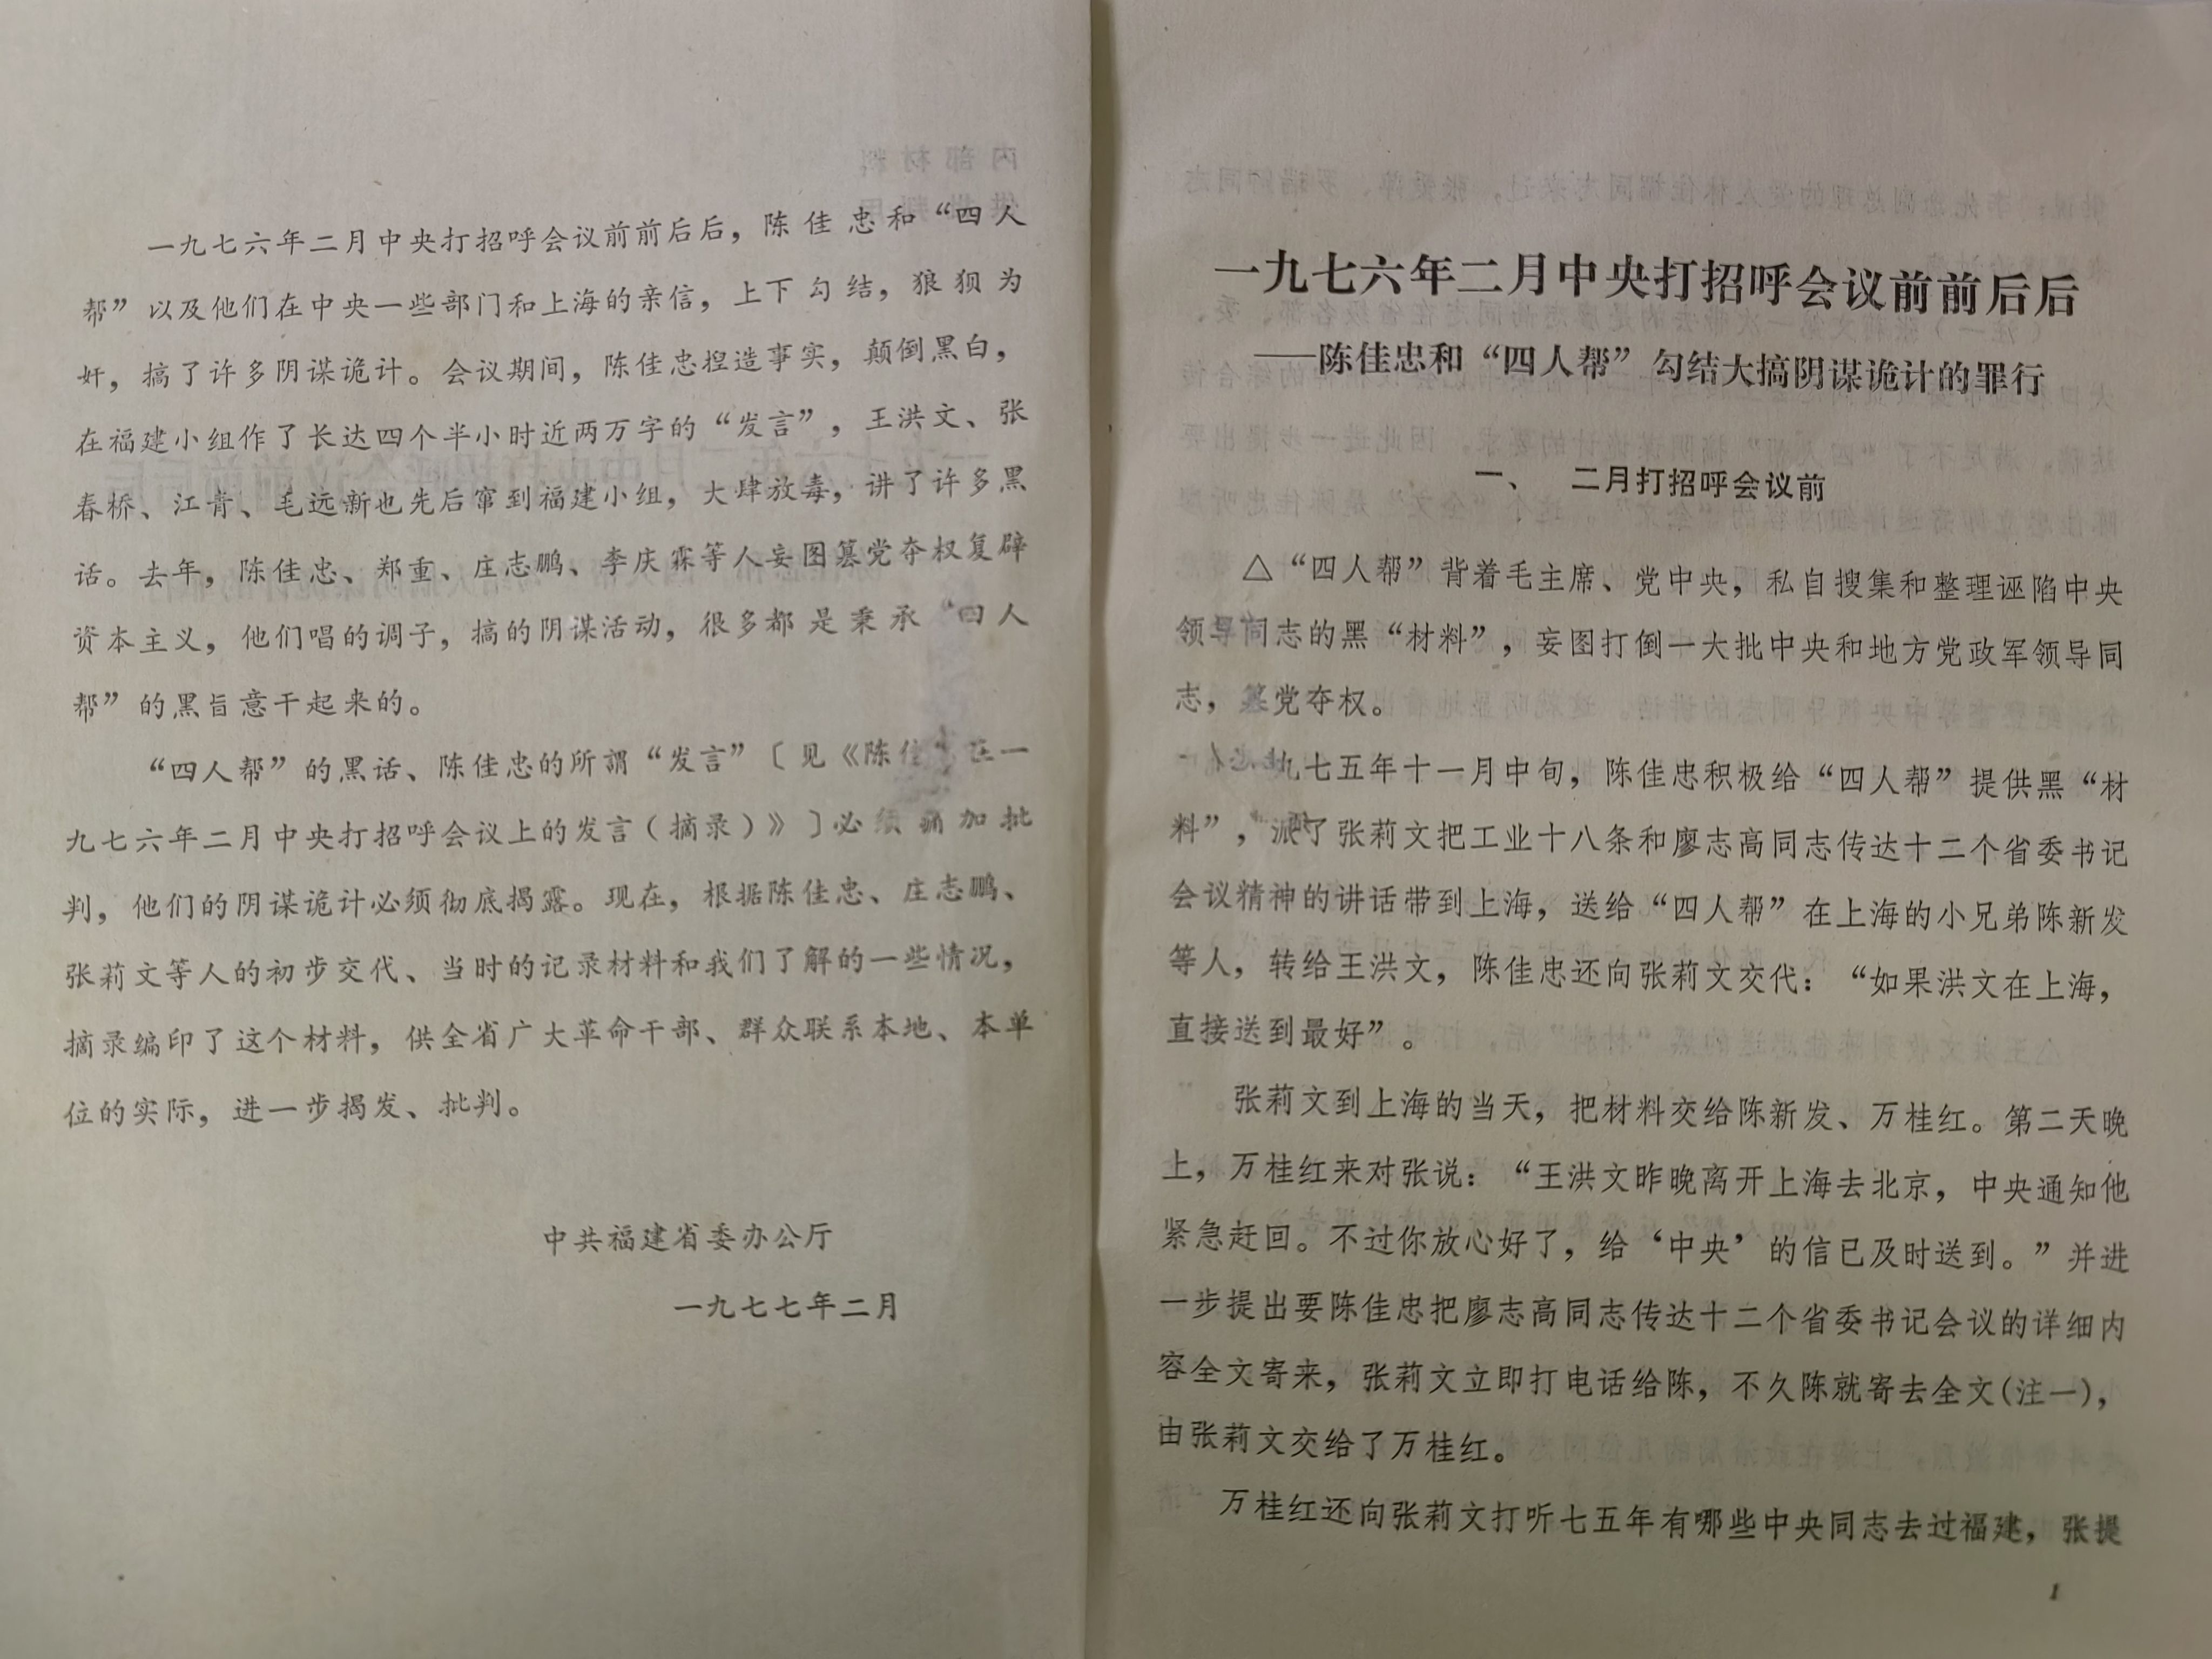 一九七六年二月中央打招呼会议前前后后，陈佳忠和“四人
帮”以及他们在中央一些部门和上海的亲信，上下勾结，狼狈为
奸，搞了许多阴谋诡计。会议期间，陈佳忠捏造事实，颠倒黑白，
在福建小组作了长达四个半小时近两万字的“发言”，王洪文、张
春桥、江青、毛远新也先后窜到福建小组，大肆放毒，讲了许多黑
话。去年，陈佳忠、郑重、庄志鹏、李庆霖等人妄图篡党夺权复辟
资本主义，他们唱的调子，搞的阴谋活动，很多都是秉承“四人
帮”的黑旨意干起来的。
“四人帮”的黑话、陈佳忠的所謂“发言”〔见《陈佳 一
九七六年二月中央打招呼会议上的发言（摘录）》〕必须痛加批
判，他们的阴谋诡计必须彻底揭露。现在，根据陈佳忠、庄志鹏、
张莉文等人的初步交代、当时的记录材料和我们了解的一些情况，
摘录编印了这个材料，供全省广大革命干部、群众联系本地、本单
位的实际，进一步揭发、批判。
中共福建省委办公厅
一九七七年二月
一九七六年二月中央打招呼会议前前后后
——陈佳忠和“四人帮”勾结大搞阴谋诡计的罪行
一、 二月打招呼会议前
△“四人帮”背着毛主席、党中央，私自搜集和整理诬陷中央
领导同志的黑“材料”，妄图打倒一大批中央和地方党政军领导同
志，篡党夺权。
一九七五年十一月中旬，陈佳忠积极给“四人帮”提供黑“材
料”，派了张莉文把工业十八条和廖志高同志传达十二个省委书记
会议精神的讲话带到上海，送给“四人帮”在上海的小兄弟陈新发
等人，转给王洪文，陈佳忠还向张莉文交代：“如果洪文在上海，
直接送到最好”。
张莉文到上海的当天，把材料交给陈新发、万桂红。第二天晚
上，万桂红来对张说：“王洪文昨晚离开上海去北京，中央通知他
紧急赶回。不过你放心好了，给‘中央’的信已及时送到。”并进
一步提出要陈佳忠把廖志高同志传达十二个省委书记会议的详细内
容全文寄来，张莉文立即打电话给陈，不久陈就寄去全文(注一)，
由张莉文交给了万桂红。
万桂红还向张莉文打听七五年有哪些中央同志去过福建，张提
1